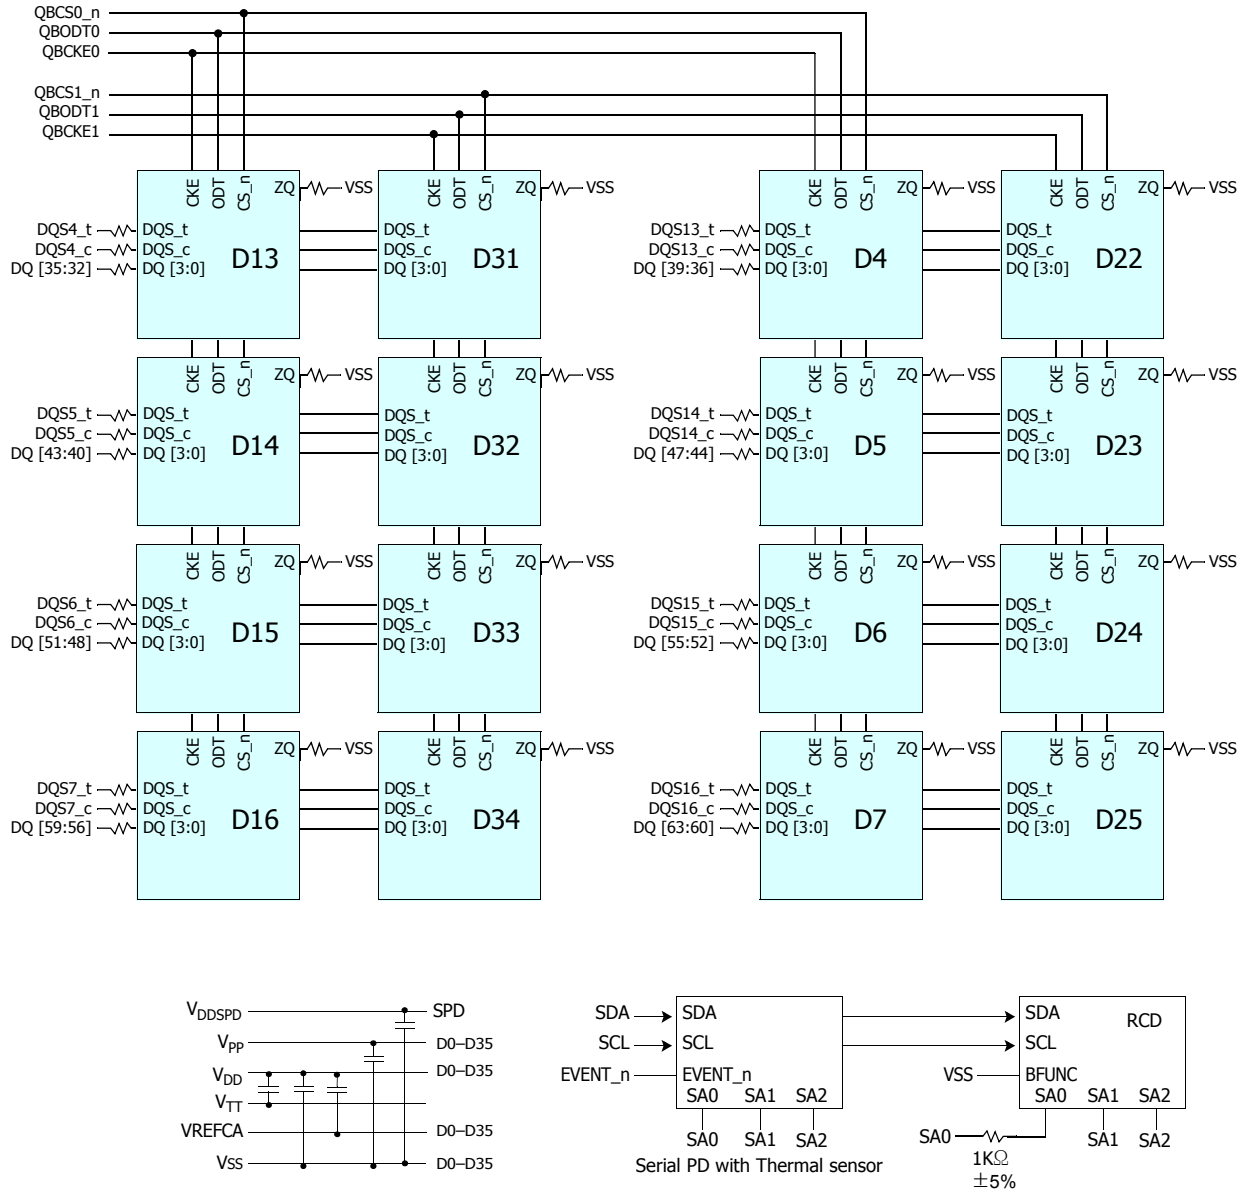 QBCS0_n
QBODT0
QBCKE0
QBCS1_n
QBODT1
QBCKE1
CKE ODT CS_n ZQ VSS CKE ODT CS_n ZQ VSS CKE ODT CS_n ZQ VSS CKE ODT CS_n ZQ VSS
DQS4_t DQS_t DQS_t DQS13_t DQS_t DQS_t
DQS4_c DQS_c D13 DQS_c D31 DQS13_c DQS_c D4 DQS_c D22
DQ [35:32] DQ [3:0] DQ [3:0] DQ [39:36] DQ [3:0] DQ [3:0]
CKE ODT CS_n ZQ VSS CKE ODT CS_n ZQ VSS CKE ODT CS_n ZQ VSS CKE ODT CS_n ZQ VSS
DQS5_t DQS_t DQS_t DQS14_t DQS_t DQS_t
DQS5_c DQS_c D14 DQS_c D32 DQS14_c DQS_c D5 DQS_c D23
DQ [43:40] DQ [3:0] DQ [3:0] DQ [47:44] DQ [3:0] DQ [3:0]
CKE ODT CS_n ZQ VSS CKE ODT CS_n ZQ VSS CKE ODT CS_n ZQ VSS CKE ODT CS_n ZQ VSS
DQS6_t DQS_t DQS_t DQS15_t DQS_t DQS_t
DQS6_c DQS_c D15 DQS_c D33 DQS15_c DQS_c D6 DQS_c D24
DQ [51:48] DQ [3:0] DQ [3:0] DQ [55:52] DQ [3:0] DQ [3:0]
CKE ODT CS_n ZQ VSS CKE ODT CS_n ZQ VSS CKE ODT CS_n ZQ VSS CKE ODT CS_n ZQ VSS
DQS7_t DQS_t DQS_t DQS16_t DQS_t DQS_t
DQS7_c DQS_c D16 DQS_c D34 DQS16_c DQS_c D7 DQS_c D25
DQ [59:56] DQ [3:0] DQ [3:0] DQ [63:60] DQ [3:0] DQ [3:0]
VDDSPD SPD
VPP D0–D35
VDD D0–D35
VTT
VREFCA D0–D35
VSS D0–D35
SDA SDA
SCL SCL
EVENT_n EVENT_n
SA0 SA1 SA2
SA0 SA1 SA2
Serial PD with Thermal sensor
SDA RCD
SCL
VSS BFUNC
SA0 SA1 SA2
SA0 SA1 SA2
1KΩ
±5%